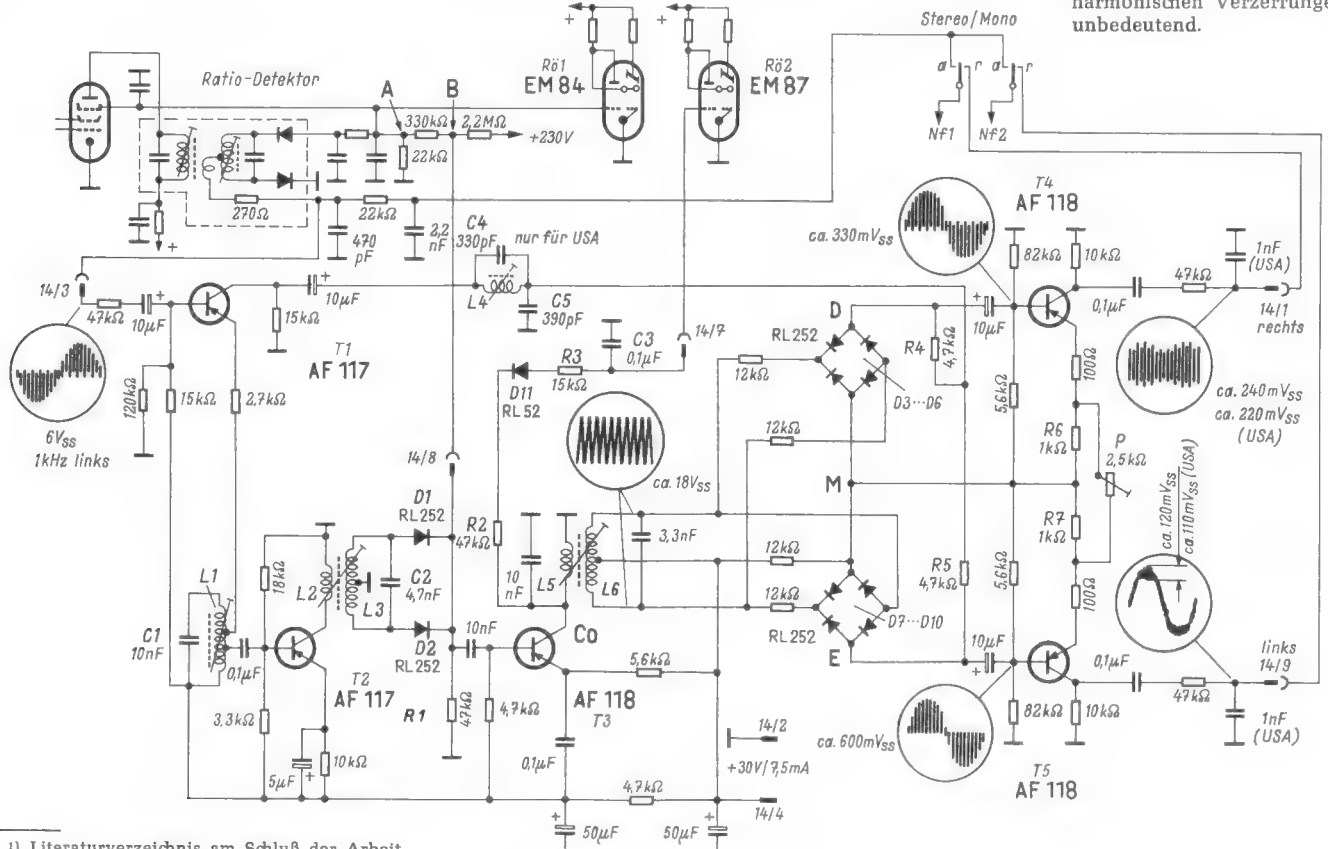 harmonischen Verzerrunge
unbedeutend.
Stereo/Mono
Rö1
EM 84
Rö2
EM 87
Ratio-Detektor
A
B
330kΩ
2,2MΩ
+230V
22kΩ
270Ω
22kΩ
470 pF
2,2 nF
a
r
a
r
Nf1
Nf2
C4
330pF
nur für USA
L4
C5
390pF
14/3
47kΩ
10µF
T1
AF 117
15kΩ
10µF
6Vss
1kHz links
120kΩ
15kΩ
2,7kΩ
D11
RL 52
R3
15kΩ
C3
0,1µF
14/7
ca. 18Vss
14/8
ca. 330mVss
T4
AF 118
82kΩ
10kΩ
0,1µF
47kΩ
1nF
(USA)
14/1
rechts
ca. 240mVss
ca. 220mVss
(USA)
D
10µF
RL252
12kΩ
D3...D6
12kΩ
R4
4,7kΩ
5,6kΩ
100Ω
R6
1kΩ
P
2,5kΩ
M
R7
1kΩ
R5
4,7kΩ
5,6kΩ
100Ω
ca. 120mVss
ca. 110mVss (USA)
12kΩ
12kΩ
RL252
D7...D10
E
10µF
0,1µF
47kΩ
links
14/9
1nF
(USA)
82kΩ
10kΩ
ca. 600mVss
T5
AF 118
L1
C1
10nF
0,1µF
18kΩ
L2
L3
D1
RL252
C2
4,7nF
D2
RL252
R2
47kΩ
10 nF
L5
L6
3,3nF
10nF
Co
T2
AF 117
3,3kΩ
5µF
10kΩ
R1
47kΩ
4,7kΩ
AF 118
T3
5,6kΩ
0,1µF
14/2
+30V/7,5mA
4,7kΩ
14/4
50µF
50µF
1) Literaturverzeichnis am Schluß der Arbeit